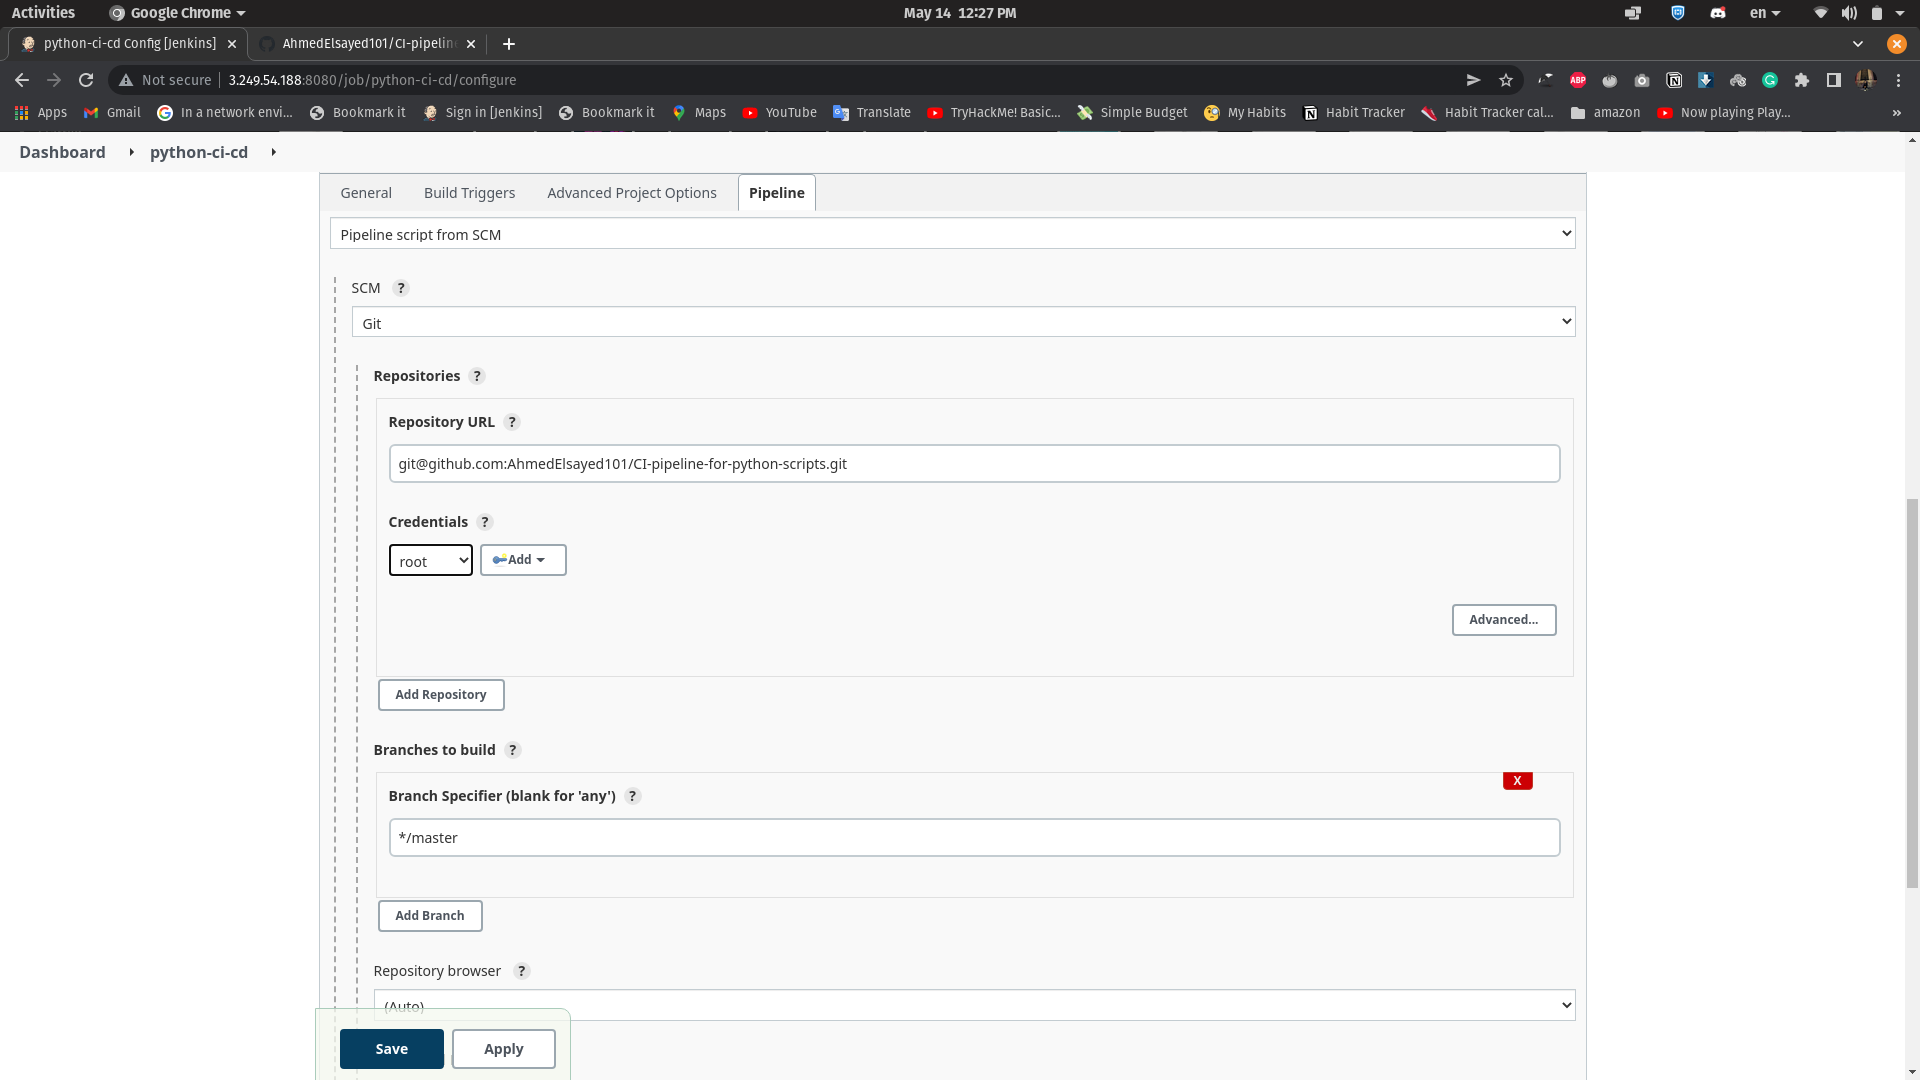 Activities
Google Chrome
May 14 12:27 PM
en
python-ci-cd Config [Jenkins]
AhmedElsayed101/CI-pipeline
Not secure
3.249.54.188:8080/job/python-ci-cd/configure
ABP
Apps
Gmail
In a network envi...
Bookmark it
Sign in [Jenkins]
Bookmark it
Maps
YouTube
Translate
TryHackMe! Basic...
Simple Budget
My Habits
Habit Tracker
Habit Tracker cal...
amazon
Now playing Play...
»
Dashboard
python-ci-cd
General
Build Triggers
Advanced Project Options
Pipeline
Pipeline script from SCM
SCM ?
Git
Repositories ?
Repository URL ?
git@github.com:AhmedElsayed101/CI-pipeline-for-python-scripts.git
Credentials ?
root
Add
Advanced...
Add Repository
Branches to build ?
X
Branch Specifier (blank for 'any') ?
*/master
Add Branch
Repository browser ?
(Auto)
Save
Apply